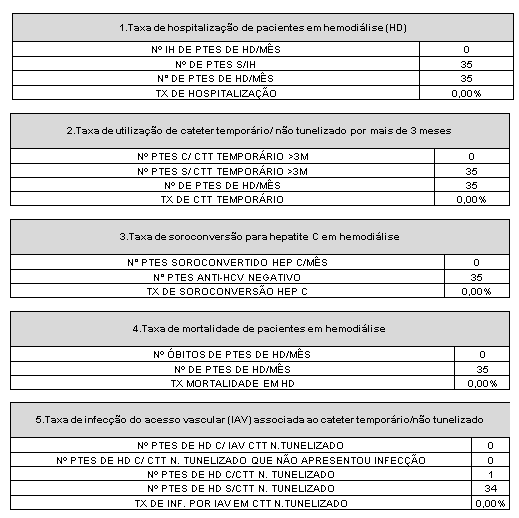 1.Taxa de hospitalização de pacientes em hemodiálise (HD)
Nº IH DE PTES DE HD/MÊS 0
Nº DE PTES S/IH 35
Nº DE PTES DE HD/MÊS 35
TX DE HOSPITALIZAÇÃO 0,00%
2.Taxa de utilização de cateter temporário/ não tunelizado por mais de 3 meses
Nº PTES C/ CTT TEMPORÁRIO >3M 0
Nº PTES S/ CTT TEMPORÁRIO >3M 35
Nº DE PTES DE HD/MÊS 35
TX DE CTT TEMPORÁRIO 0,00%
3.Taxa de soroconversão para hepatite C em hemodiálise
Nº PTES SOROCONVERTIDO HEP C/MÊS 0
Nº PTES ANTI-HCV NEGATIVO 35
TX DE SOROCONVERSÃO HEP C 0,00%
4.Taxa de mortalidade de pacientes em hemodiálise
Nº ÓBITOS DE PTES DE HD/MÊS 0
Nº DE PTES DE HD/MÊS 35
TX MORTALIDADE EM HD 0,00%
5.Taxa de infecção do acesso vascular (IAV) associada ao cateter temporário/não tunelizado
Nº PTES DE HD C/ IAV CTT N.TUNELIZADO 0
Nº PTES DE HD C/ CTT N. TUNELIZADO QUE NÃO APRESENTOU INFECÇÃO 0
Nº PTES DE HD C/CTT N. TUNELIZADO 1
Nº PTES DE HD S/CTT N. TUNELIZADO 34
TX DE INF. POR IAV EM CTT N.TUNELIZADO 0,00%